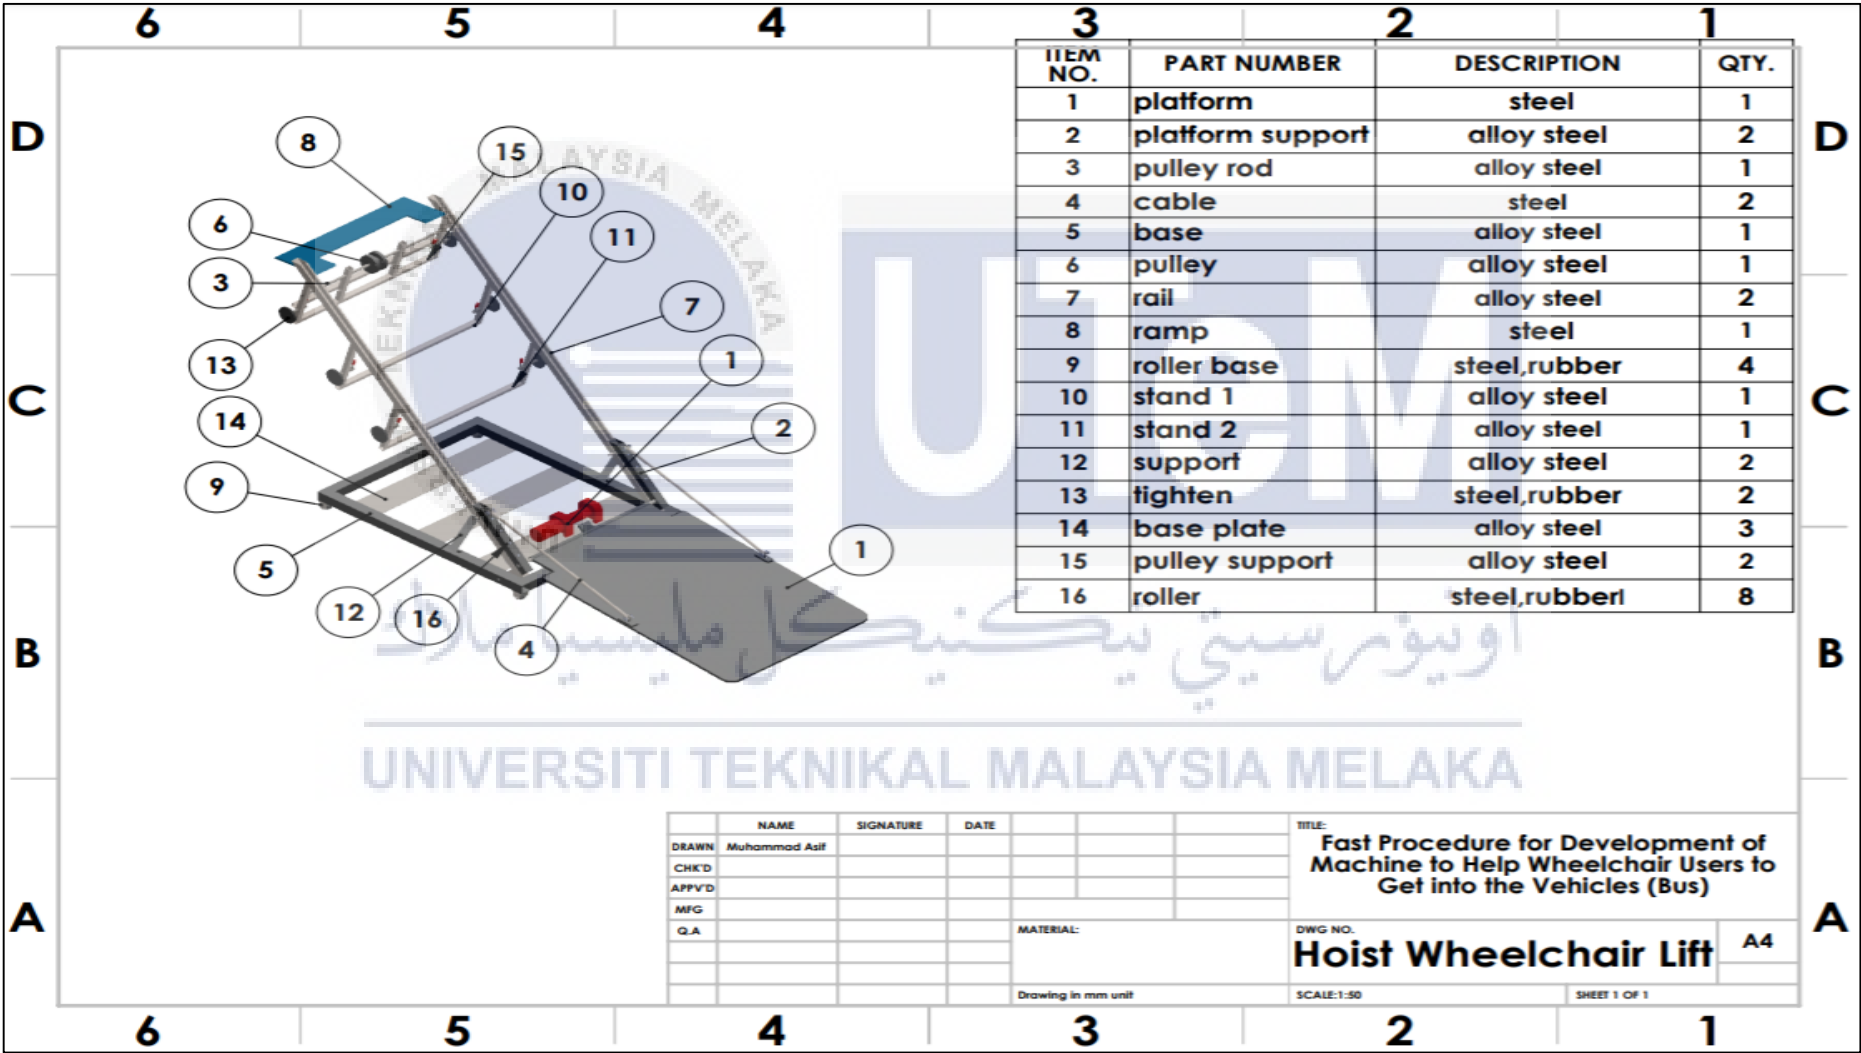 6 5 4 3 2 1
ITEM NO. PART NUMBER DESCRIPTION QTY.
1 platform steel 1
2 platform support alloy steel 2
3 pulley rod alloy steel 1
4 cable steel 2
5 base alloy steel 1
6 pulley alloy steel 1
7 rail alloy steel 2
8 ramp steel 1
9 roller base steel,rubber 4
10 stand 1 alloy steel 1
11 stand 2 alloy steel 1
12 support alloy steel 2
13 tighten steel,rubber 2
14 base plate alloy steel 3
15 pulley support alloy steel 2
16 roller steel,rubberl 8
D D
C C
B B
A A
8
15
10
6
11
3
7
13
1
14
2
9
1
5
12
16
4
MALAYSIA MELAKA
UTeM
اونيۏرسيتي تيكنيكل مليسيا ملاك
UNIVERSITI TEKNIKAL MALAYSIA MELAKA
NAME SIGNATURE DATE
DRAWN Muhammad Asif
CHK'D
APPV'D
MFG
Q.A
MATERIAL:
Drawing in mm unit
TITLE:
Fast Procedure for Development of
Machine to Help Wheelchair Users to
Get into the Vehicles (Bus)
DWG NO.
Hoist Wheelchair Lift A4
SCALE:1:50 SHEET 1 OF 1
6 5 4 3 2 1